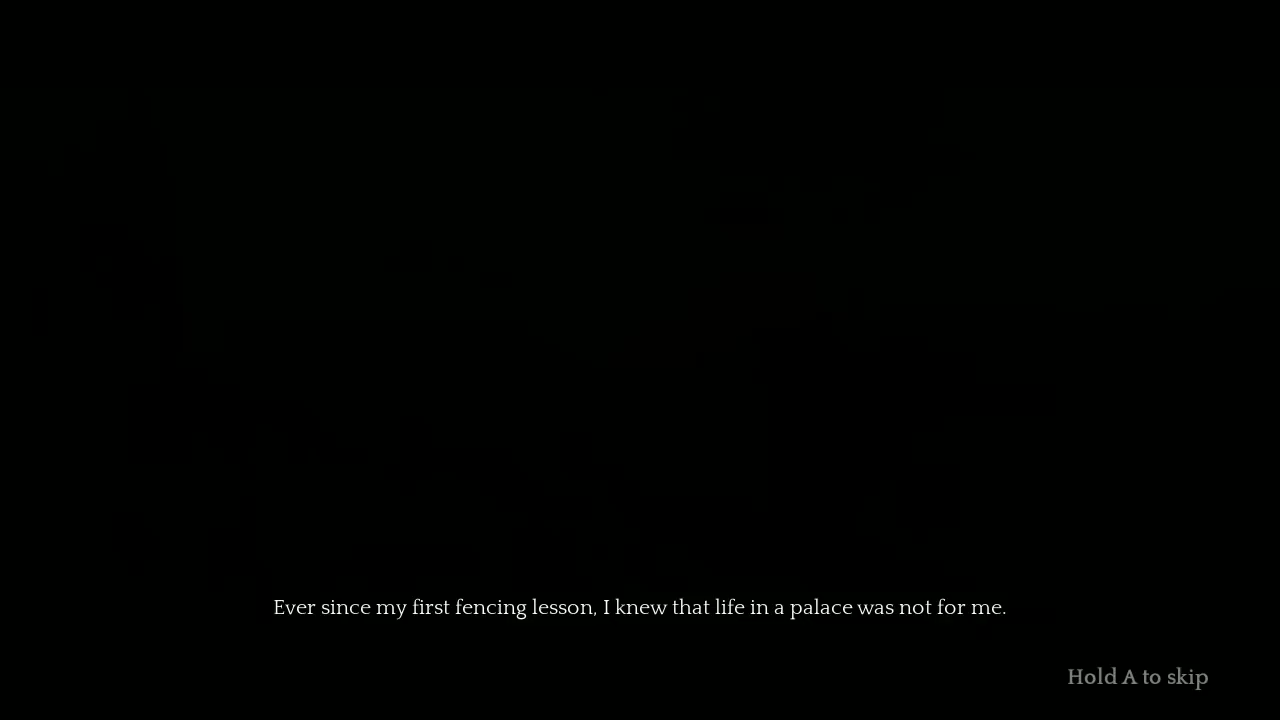 Ever since my first fencing lesson, I knew that life in a palace was not for me.
Hold A to skip